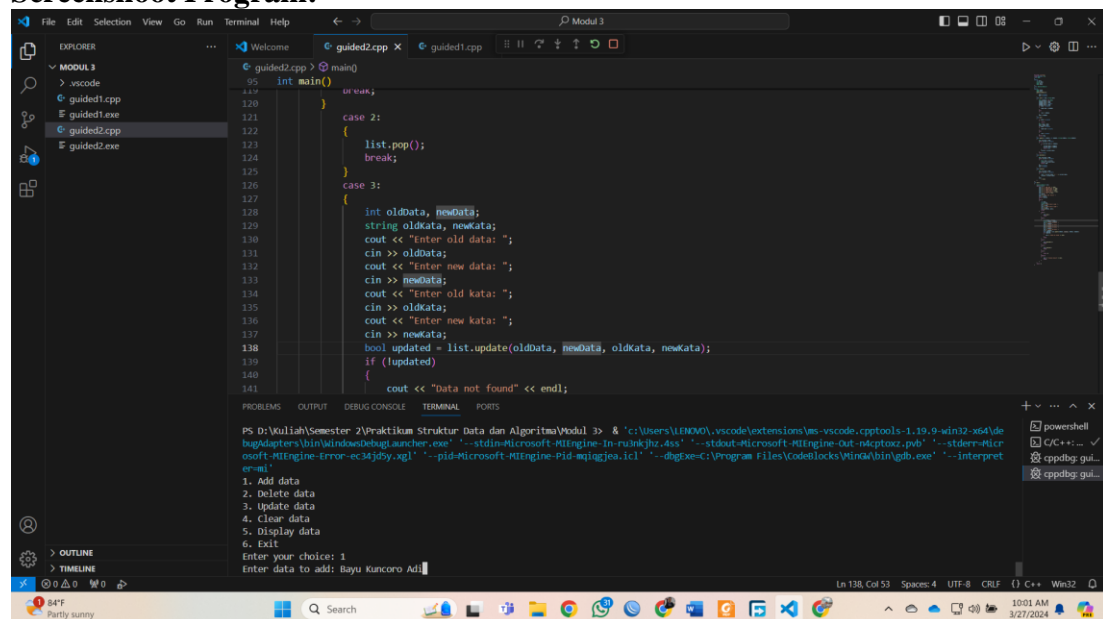 Screenshoot Program:
File Edit Selection View Go Run Terminal Help
Modul 3
EXPLORER
Welcome
guided2.cpp
guided1.cpp
MODUL 3
.vscode
guided1.cpp
guided1.exe
guided2.cpp
guided2.exe
guided2.cpp > main()
95 int main()
119 break;
120 }
121 case 2:
122 {
123 list.pop();
124 break;
125 }
126 case 3:
127 {
128 int oldData, newData;
129 string oldKata, newKata;
130 cout << "Enter old data: ";
131 cin >> oldData;
132 cout << "Enter new data: ";
133 cin >> newData;
134 cout << "Enter old kata: ";
135 cin >> oldKata;
136 cout << "Enter new kata: ";
137 cin >> newKata;
138 bool updated = list.update(oldData, newData, oldKata, newKata);
139 if (!updated)
140 {
141 cout << "Data not found" << endl;
PROBLEMS OUTPUT DEBUG CONSOLE TERMINAL PORTS
PS D:\Kuliah\Semester 2\Praktikum Struktur Data dan Algoritma\Modul 3> & 'c:\Users\LENOVO\.vscode\extensions\ms-vscode.cpptools-1.19.9-win32-x64\de
bugAdapters\bin\WindowsDebugLauncher.exe' '--stdin=Microsoft-MIEngine-In-ru3nkjhz.4ss' '--stdout=Microsoft-MIEngine-Out-n4cptoxz.pvb' '--stderr=Micr
osoft-MIEngine-Error-ec34jd5y.xgl' '--pid=Microsoft-MIEngine-Pid-mqiqgjea.icl' '--dbgExe=C:\Program Files\CodeBlocks\MinGW\bin\gdb.exe' '--interpret
er=mi'
1. Add data
2. Delete data
3. Update data
4. Clear data
5. Display data
6. Exit
Enter your choice: 1
Enter data to add: Bayu Kuncoro Adi
powershell
C/C++: ...
cppdbg: gui...
cppdbg: gui...
OUTLINE
TIMELINE
0 0 0
Ln 138, Col 53 Spaces: 4 UTF-8 CRLF {} C++ Win32
84°F
Partly sunny
Search
10:01 AM
3/27/2024